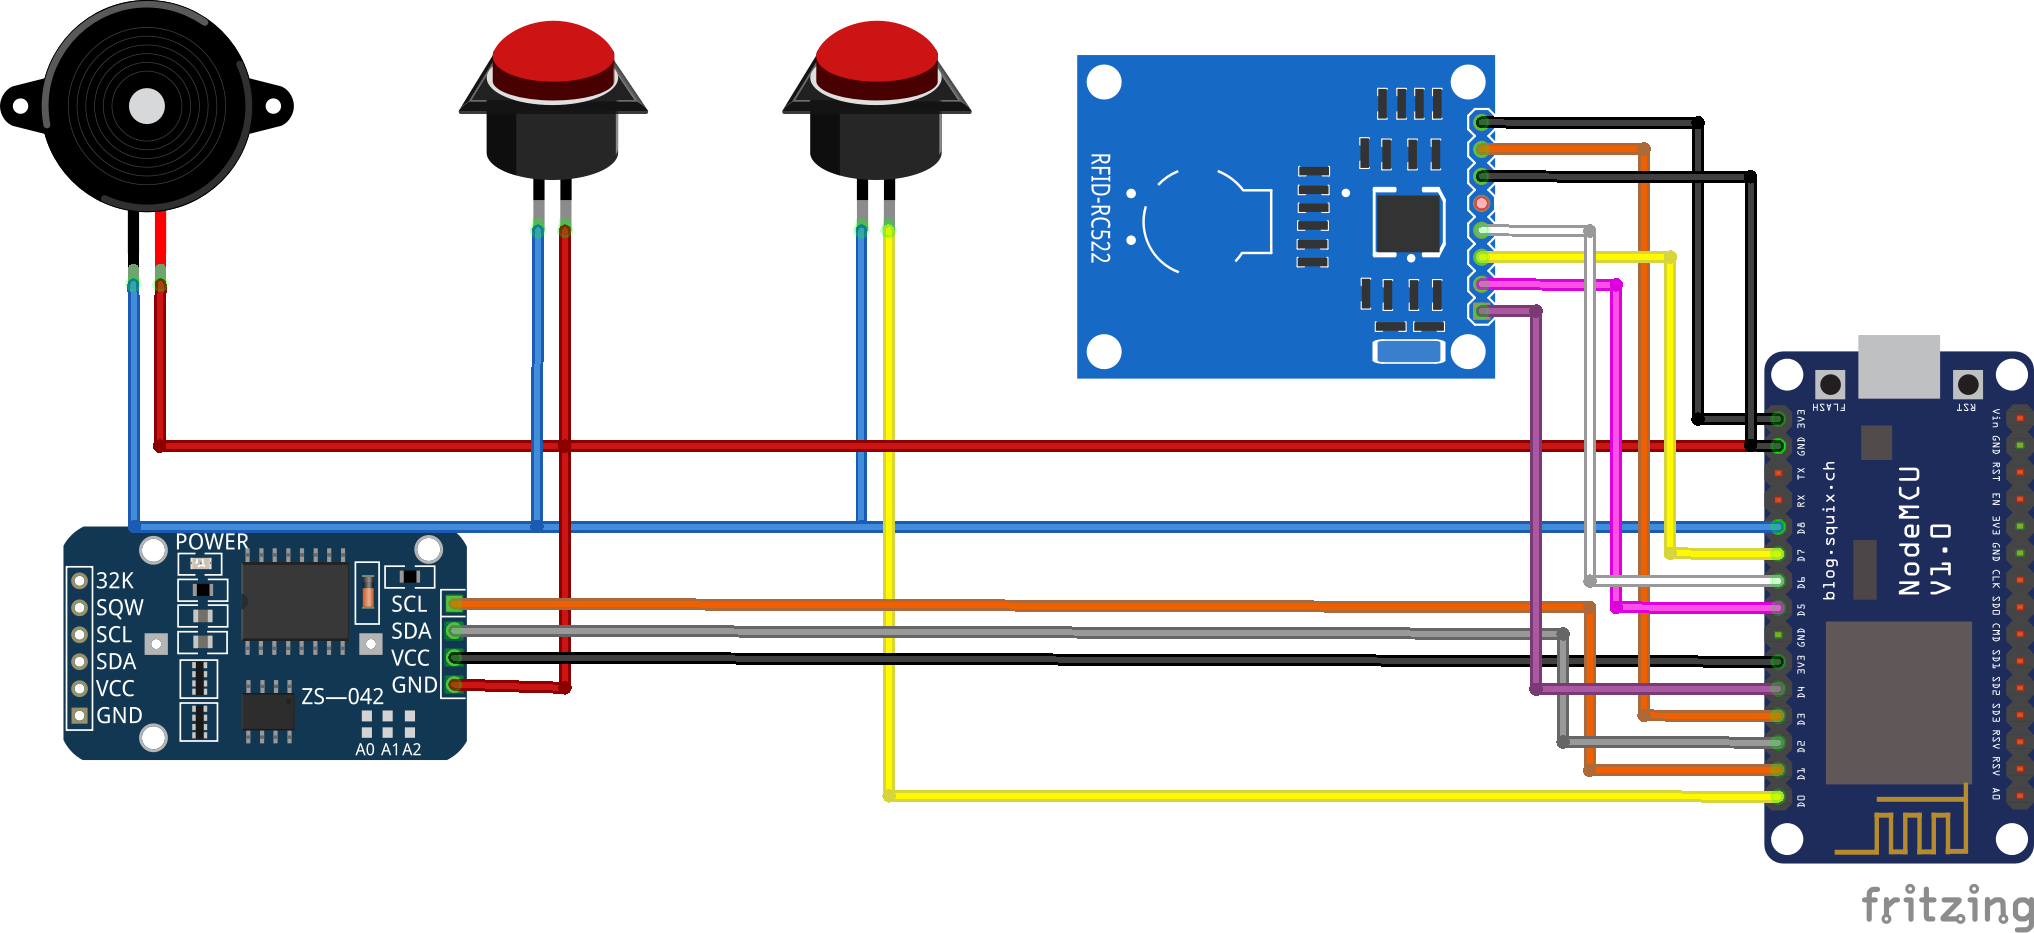 RFID-RC522
FLASH
RST
3V3
GND
TX
RX
D8
D7
D6
D5
GND
3V3
D4
D3
D2
D1
D0
blog.squix.ch
NodeMCU
V1.0
Vin
GND
RST
EN
3V3
GND
CLK
SDO
CMD
SD1
SD2
SD3
RSV
RSV
A0
POWER
32K
SQW
SCL
SDA
VCC
GND
SCL
SDA
VCC
GND
ZS—042
A0 A1 A2
fritzing